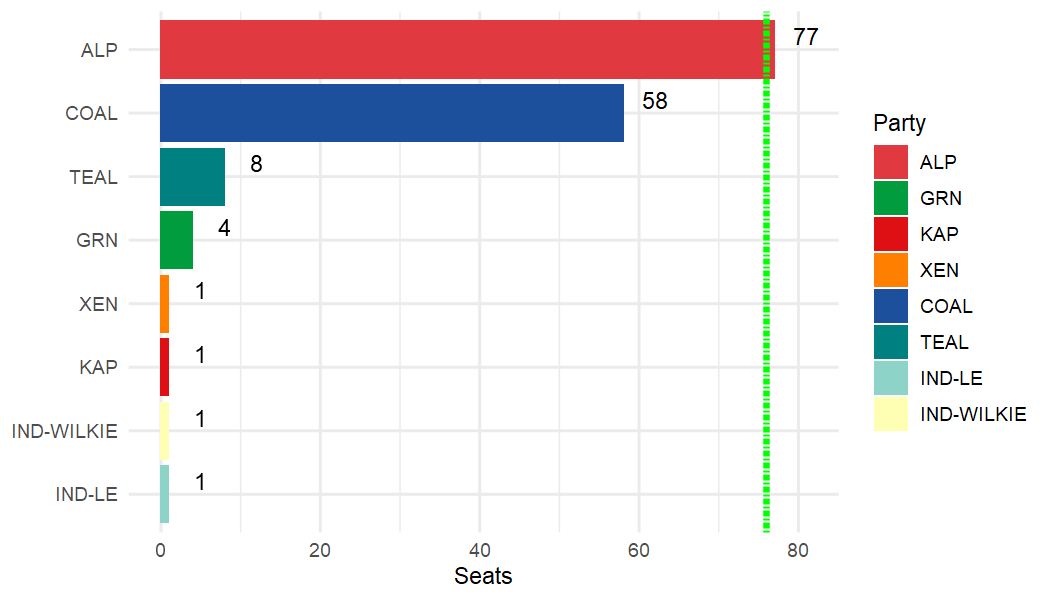 ALP
77
COAL
58
TEAL
8
GRN
4
XEN
1
KAP
1
IND-WILKIE
1
IND-LE
1
0
20
40
60
80
Seats
Party
ALP
GRN
KAP
XEN
COAL
TEAL
IND-LE
IND-WILKIE